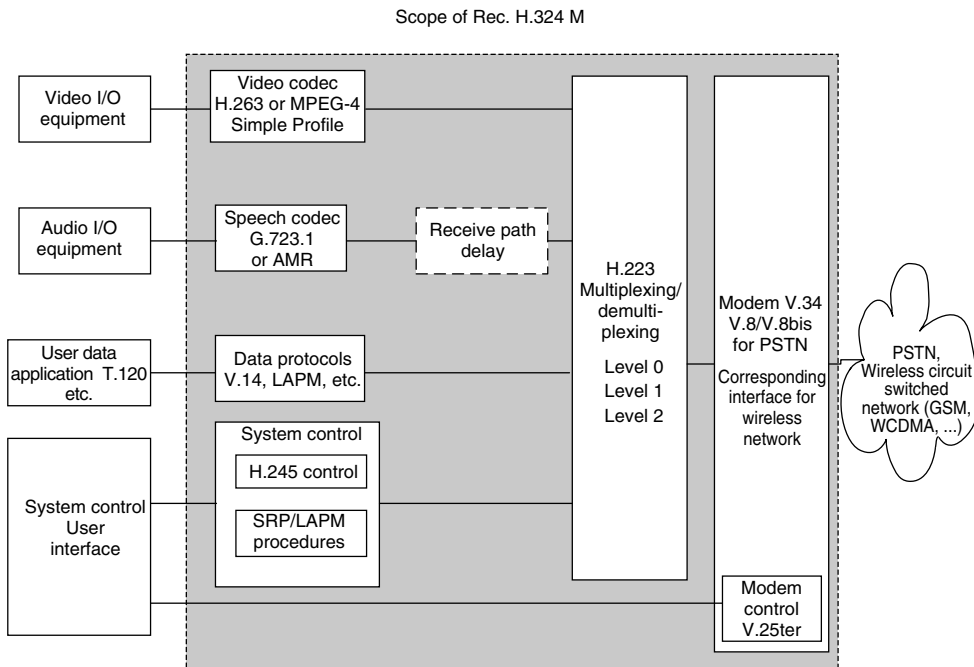 Scope of Rec. H.324 M
Video I/O
equipment
Video codec
H.263 or MPEG-4
Simple Profile
Audio I/O
equipment
Speech codec
G.723.1
or AMR
Receive path
delay
User data
application T.120
etc.
Data protocols
V.14, LAPM, etc.
System control
User
interface
System control
H.245 control
SRP/LAPM
procedures
H.223
Multiplexing/
demulti-
plexing
Level 0
Level 1
Level 2
Modem V.34
V.8/V.8bis
for PSTN
Corresponding
interface for
wireless
network
Modem
control
V.25ter
PSTN,
Wireless circuit
switched
network (GSM,
WCDMA, ...)